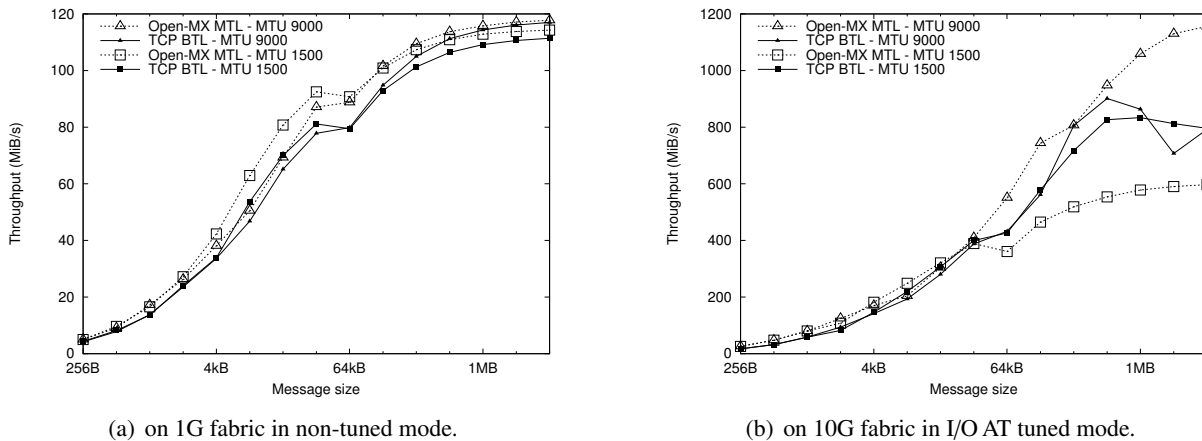 120
100
80
60
40
20
0
Throughput (MiB/s)
Open-MX MTL - MTU 9000
TCP BTL - MTU 9000
Open-MX MTL - MTU 1500
TCP BTL - MTU 1500
256B
4kB
64kB
1MB
Message size
(a) on 1G fabric in non-tuned mode.
1200
1000
800
600
400
200
0
Throughput (MiB/s)
Open-MX MTL - MTU 9000
TCP BTL - MTU 9000
Open-MX MTL - MTU 1500
TCP BTL - MTU 1500
256B
4kB
64kB
1MB
Message size
(b) on 10G fabric in I/O AT tuned mode.